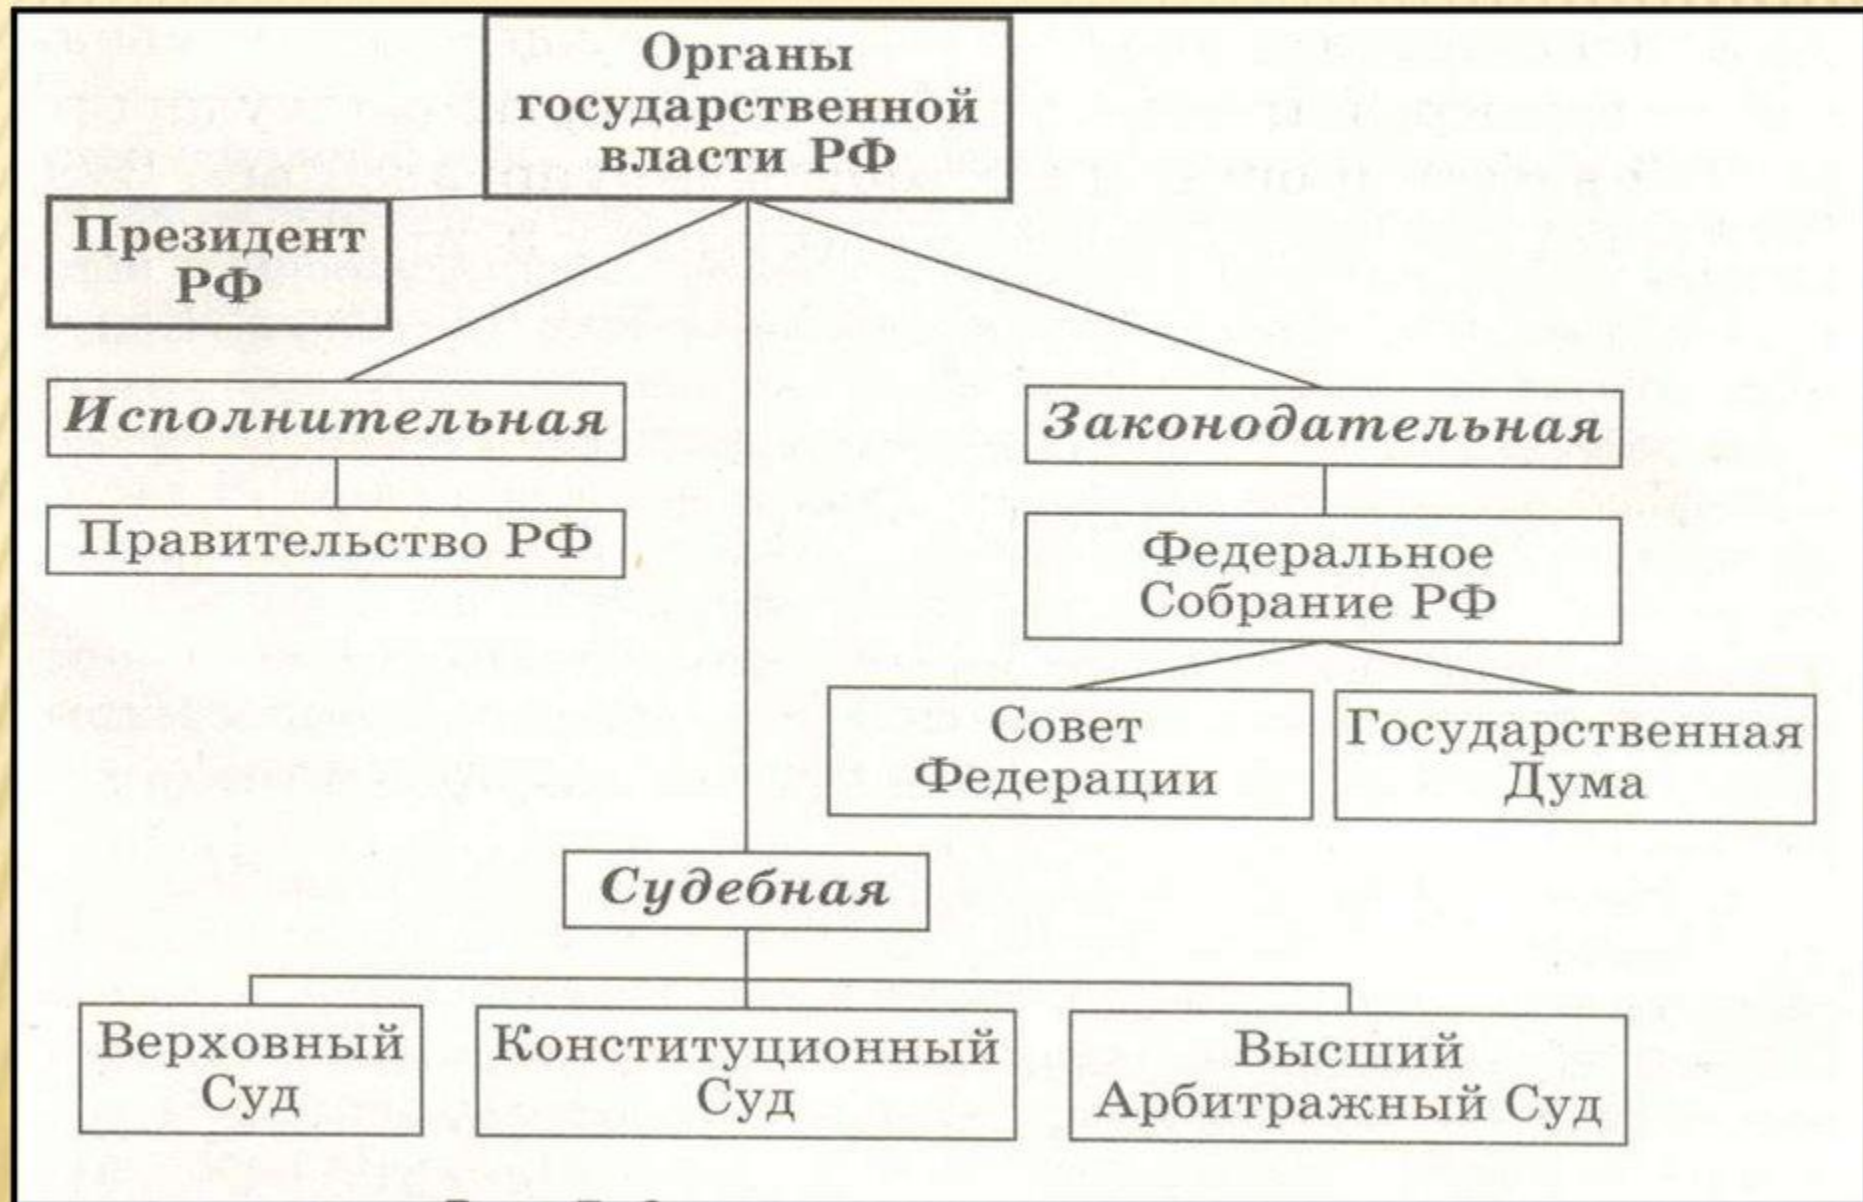 Органы
государственной
власти РФ
Президент
РФ
Исполнительная
Законодательная
Правительство РФ
Федеральное
Собрание РФ
Совет
Федерации
Государственная
Дума
Судебная
Верховный
Суд
Конституционный
Суд
Высший
Арбитражный Суд